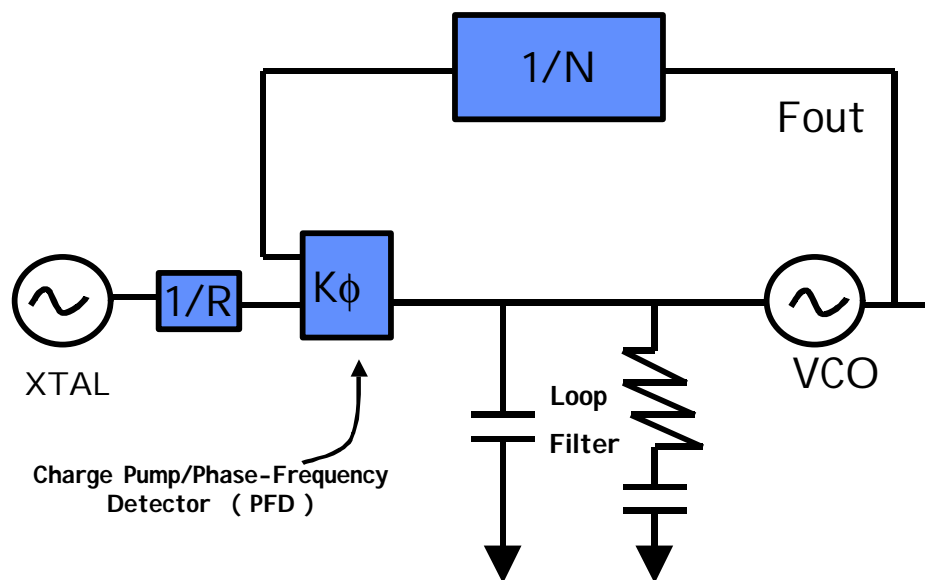 1/N
Fout
Kφ
1/R
XTAL
VCO
Loop
Filter
Charge Pump/Phase-Frequency
Detector ( PFD )